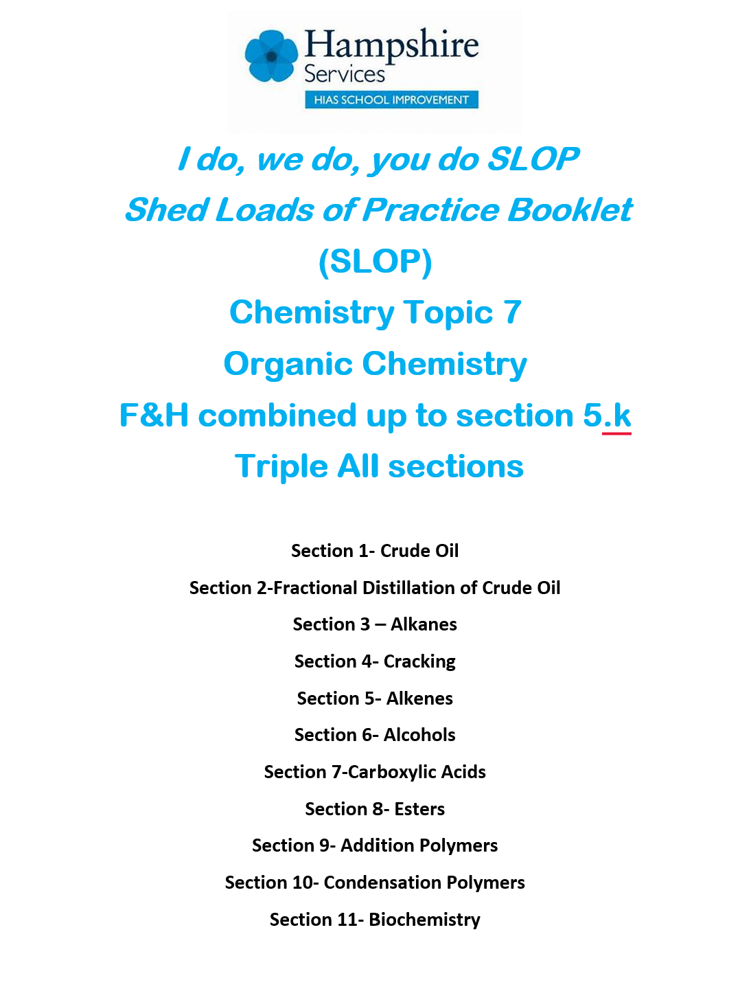 Hampshire
Services
HIAS SCHOOL IMPROVEMENT
I do, we do, you do SLOP
Shed Loads of Practice Booklet
(SLOP)
Chemistry Topic 7
Organic Chemistry
F&H combined up to section 5.k
Triple All sections
Section 1- Crude Oil
Section 2-Fractional Distillation of Crude Oil
Section 3 – Alkanes
Section 4- Cracking
Section 5- Alkenes
Section 6- Alcohols
Section 7-Carboxylic Acids
Section 8- Esters
Section 9- Addition Polymers
Section 10- Condensation Polymers
Section 11- Biochemistry